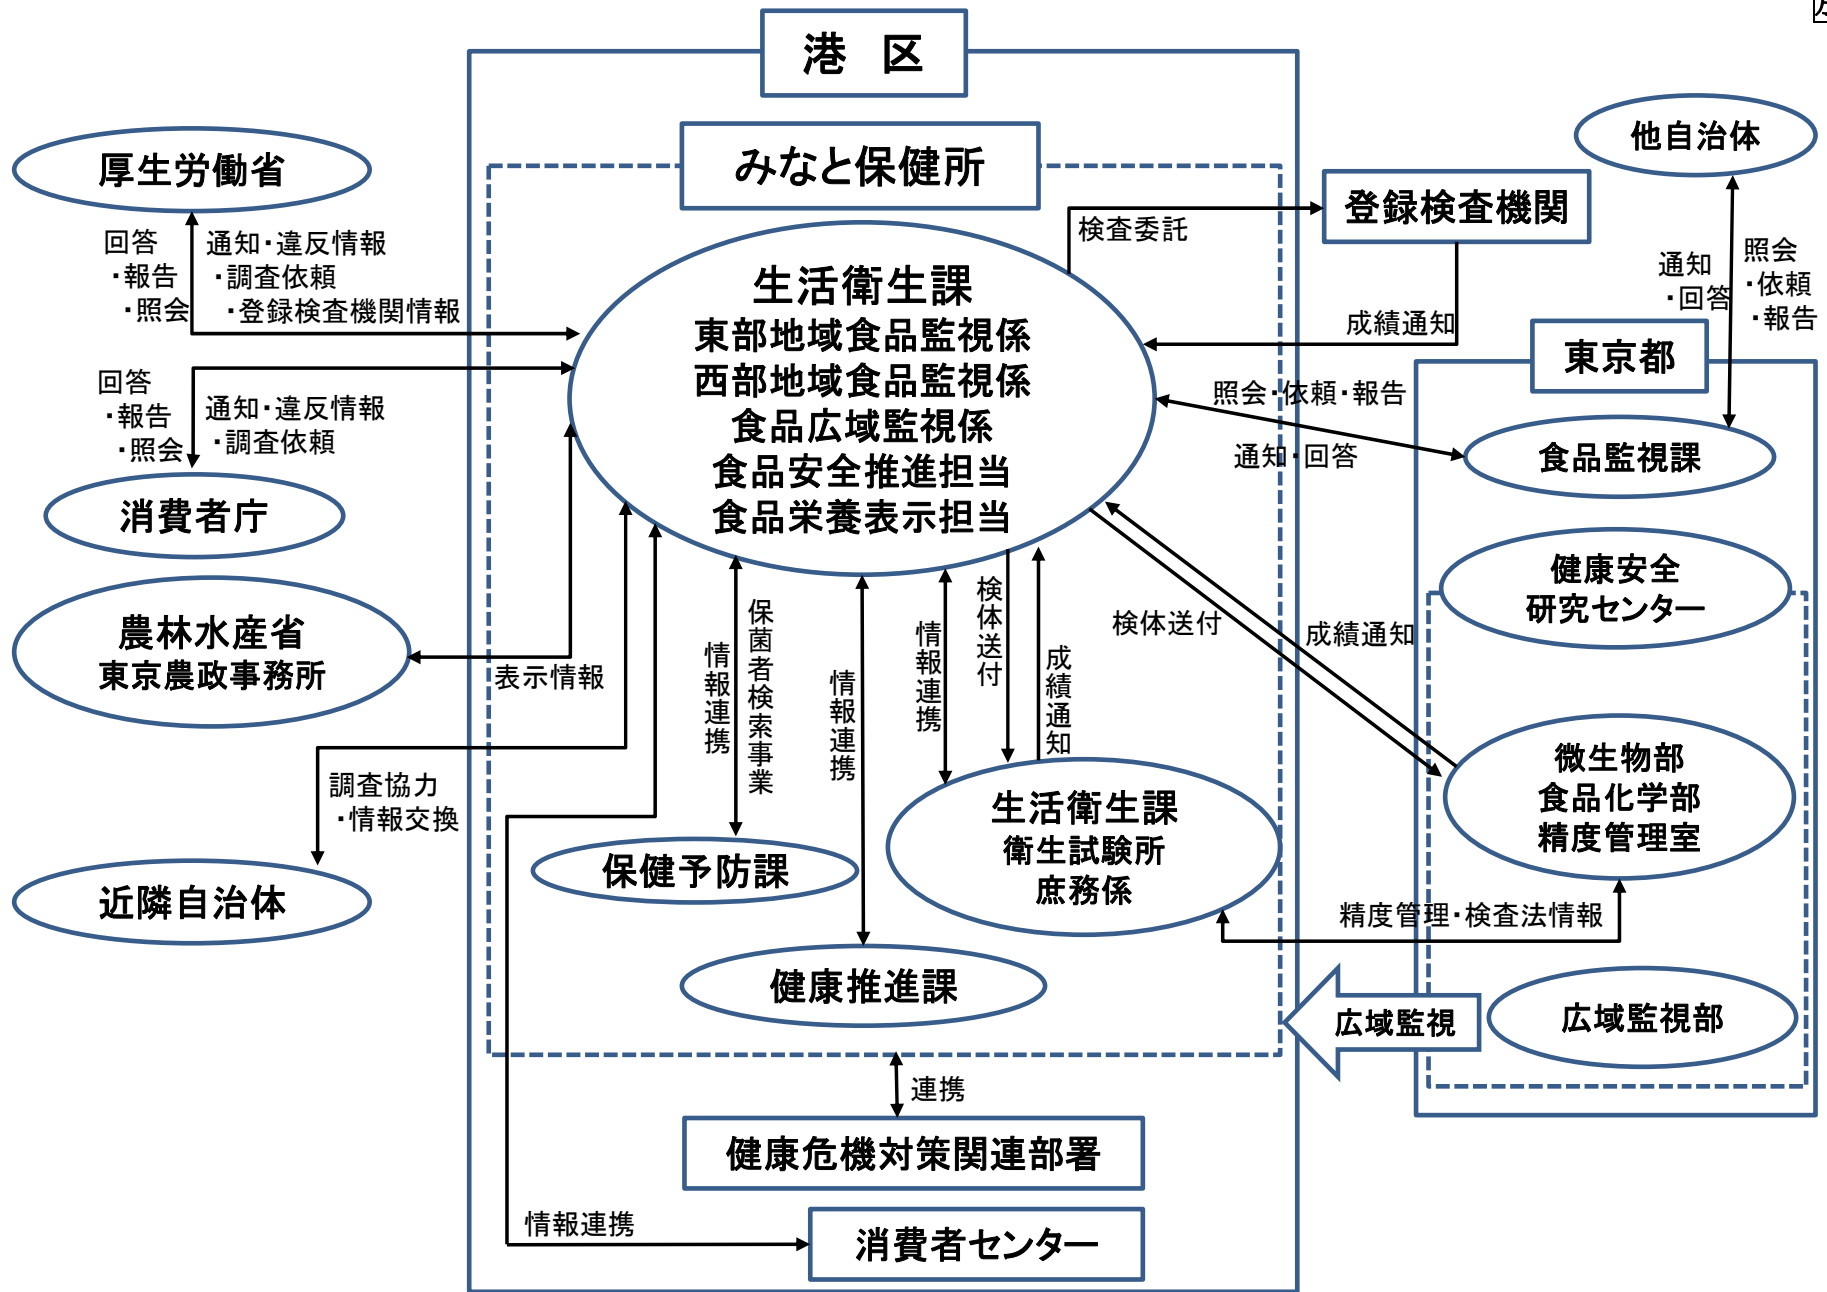 港 区
みなと保健所
厚生労働省
回答
・報告
・照会
通知・違反情報
・調査依頼
・登録検査機関情報
回答
・報告
・照会
通知・違反情報
・調査依頼
消費者庁
農林水産省
東京農政事務所
表示情報
調査協力
・情報交換
近隣自治体
生活衛生課
東部地域食品監視係
西部地域食品監視係
食品広域監視係
食品安全推進担当
食品栄養表示担当
情報連携
保菌者検索事業
情報連携
情報連携
検体送付
成績通知
保健予防課
生活衛生課
衛生試験所
庶務係
健康推進課
連携
健康危機対策関連部署
情報連携
消費者センター
検査委託
登録検査機関
成績通知
照会・依頼・報告
通知・回答
検体送付
成績通知
精度管理・検査法情報
広域監視
他自治体
通知
・回答
照会
・依頼
・報告
東京都
食品監視課
健康安全
研究センター
微生物部
食品化学部
精度管理室
広域監視部